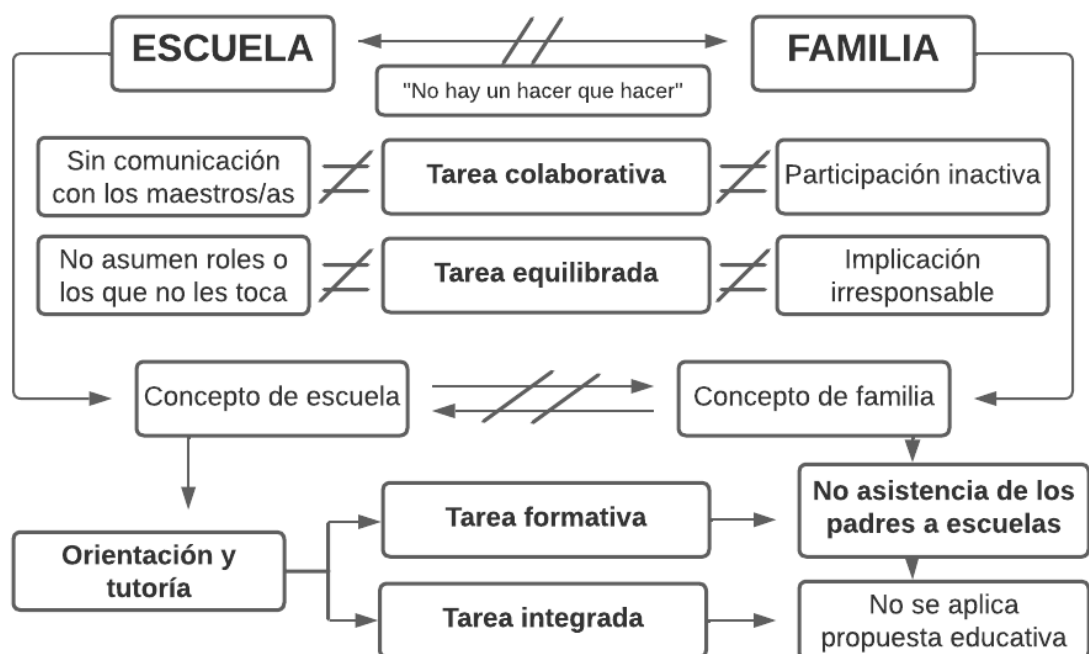 ESCUELA
FAMILIA
"No hay un hacer que hacer"
Sin comunicación
con los maestros/as
Tarea colaborativa
Participación inactiva
No asumen roles o
los que no les toca
Tarea equilibrada
Implicación
irresponsable
Concepto de escuela
Concepto de familia
Orientación y
tutoría
Tarea formativa
Tarea integrada
No asistencia de los
padres a escuelas
No se aplica
propuesta educativa